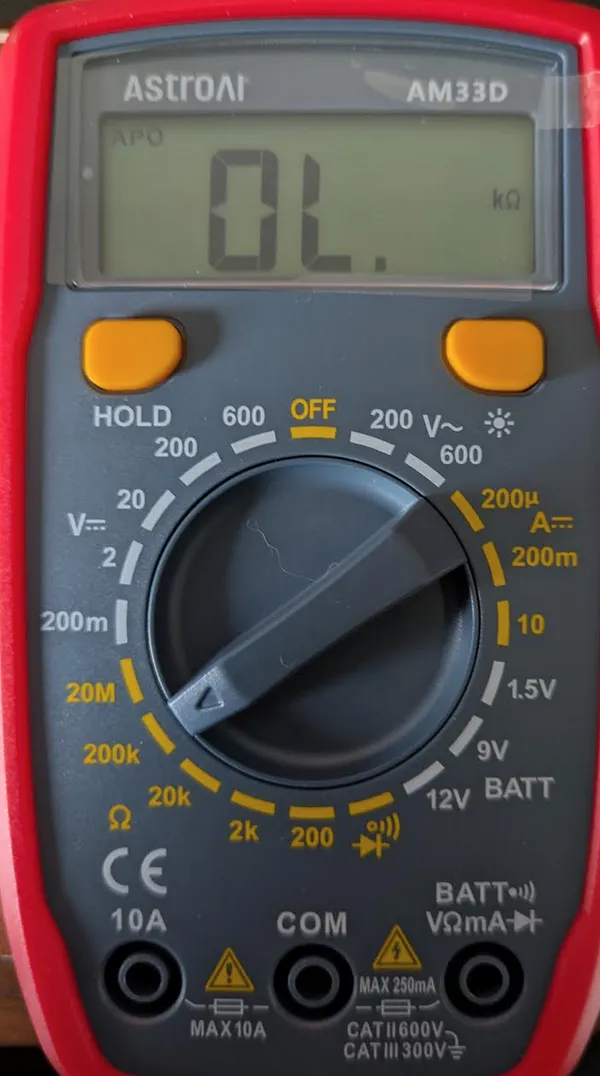 ASTROAI AM33D
APO
0L.
kΩ
HOLD
OFF
600
200
20
V⎓
2
200m
200 V~
600
200µ
A⎓
200m
10
1.5V
9V
12V BATT
20M
200k
20k
2k
200
Ω
CE
10A
COM
BATT
VΩmA
MAX 10A
MAX 250mA
CAT II 600V
CAT III 300V